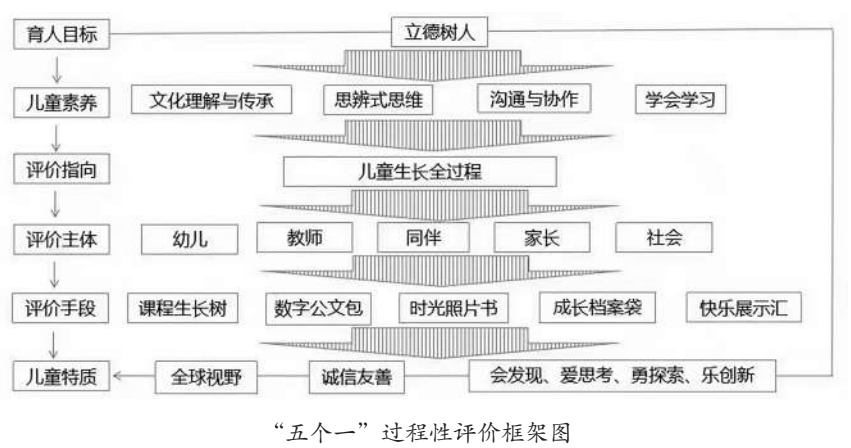 育人目标 立德树人
儿童素养 文化理解与传承 思辨式思维 沟通与协作 学会学习
评价指向 儿童生长全过程
评价主体 幼儿 教师 同伴 家长 社会
评价手段 课程生长树 数字公文包 时光照片书 成长档案袋 快乐展示汇
儿童特质 全球视野 诚信友善 会发现、爱思考、勇探索、乐创新
“五个一”过程性评价框架图